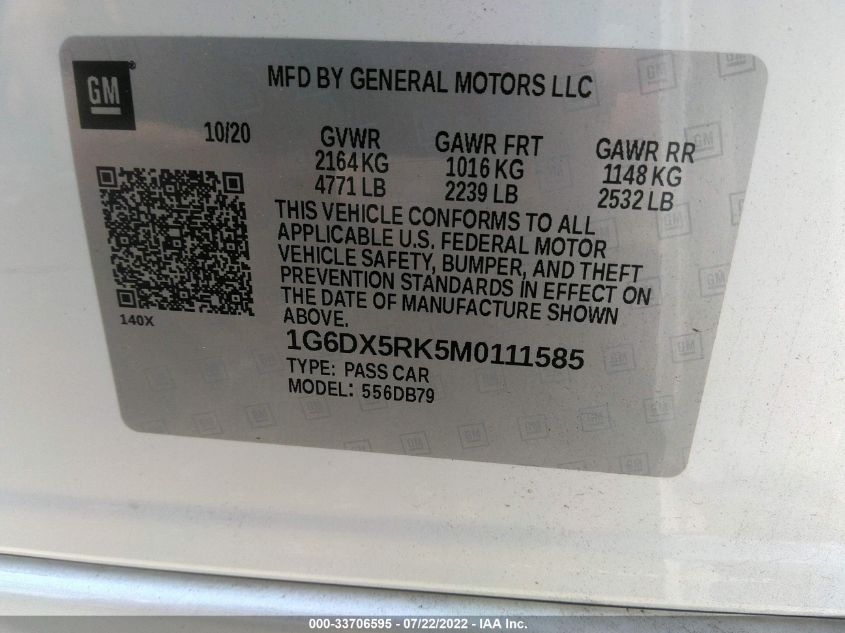 GM
MFD BY GENERAL MOTORS LLC
10/20 GVWR GAWR FRT GAWR RR
2164 KG 1016 KG 1148 KG
4771 LB 2239 LB 2532 LB
THIS VEHICLE CONFORMS TO ALL
APPLICABLE U.S. FEDERAL MOTOR
VEHICLE SAFETY, BUMPER, AND THEFT
PREVENTION STANDARDS IN EFFECT ON
THE DATE OF MANUFACTURE SHOWN
ABOVE.
140X
1G6DX5RK5M0111585
TYPE: PASS CAR
MODEL: 556DB79
000-33706595 - 07/22/2022 - IAA Inc.